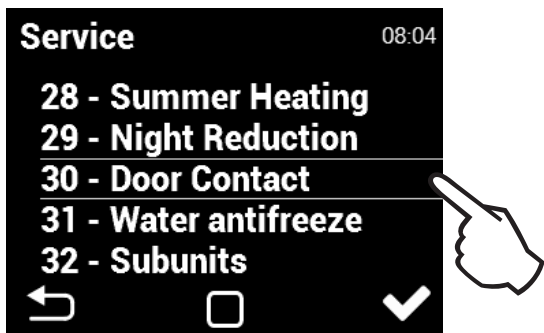 Service
08:04
28 - Summer Heating
29 - Night Reduction
30 - Door Contact
31 - Water antifreeze
32 - Subunits